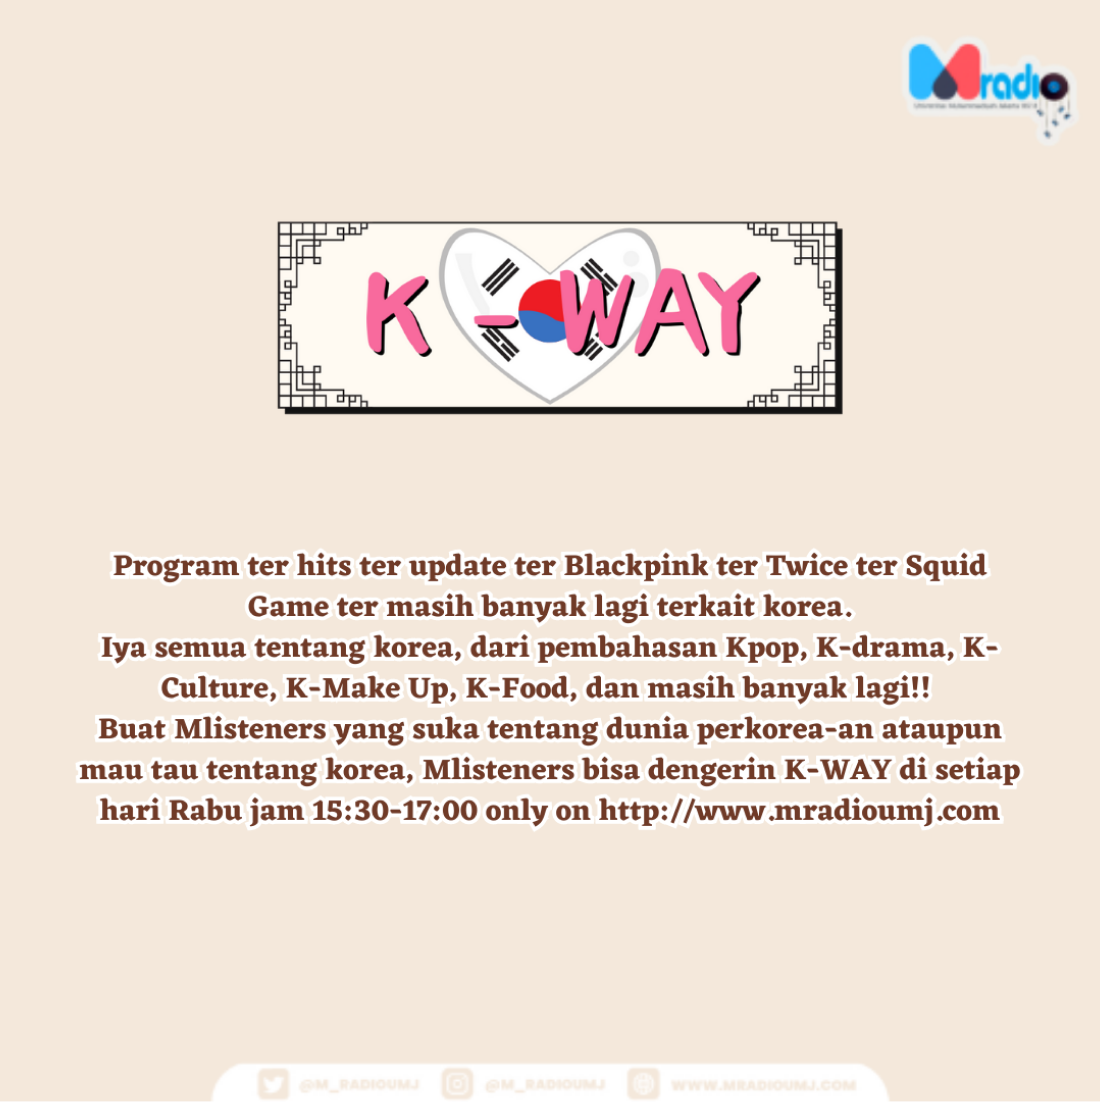 Mradio
K - WAY
Program ter hits ter update ter Blackpink ter Twice ter Squid
Game ter masih banyak lagi terkait korea.
Iya semua tentang korea, dari pembahasan Kpop, K-drama, K-
Culture, K-Make Up, K-Food, dan masih banyak lagi!!
Buat Mlisteners yang suka tentang dunia perkorea-an ataupun
mau tau tentang korea, Mlisteners bisa dengerin K-WAY di setiap
hari Rabu jam 15:30-17:00 only on http://www.mradioumj.com
@M_RADIOUMJ @M_RADIOUMJ WWW.MRADIOUMJ.COM